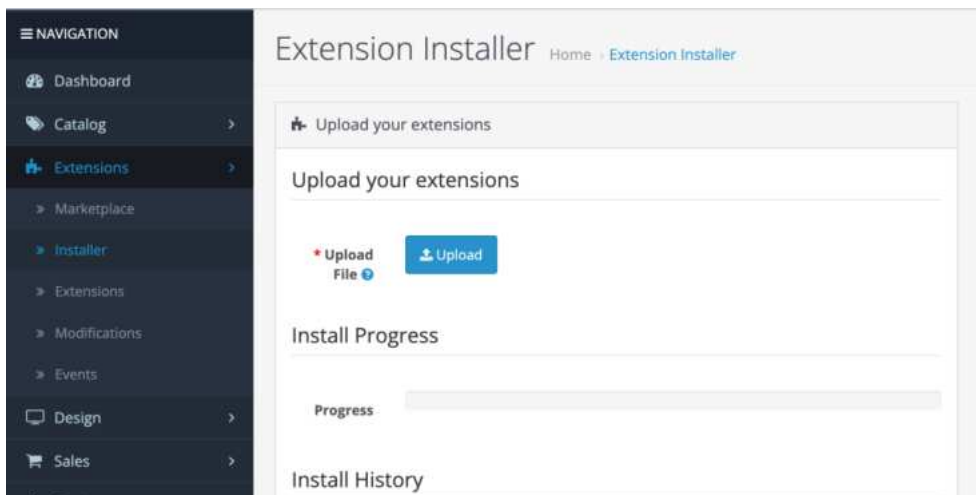 NAVIGATION
Dashboard
Catalog
Extensions
Marketplace
Installer
Extensions
Modifications
Events
Design
Sales
Extension Installer Home › Extension Installer
Upload your extensions
Upload your extensions
* Upload File Upload
Install Progress
Progress
Install History